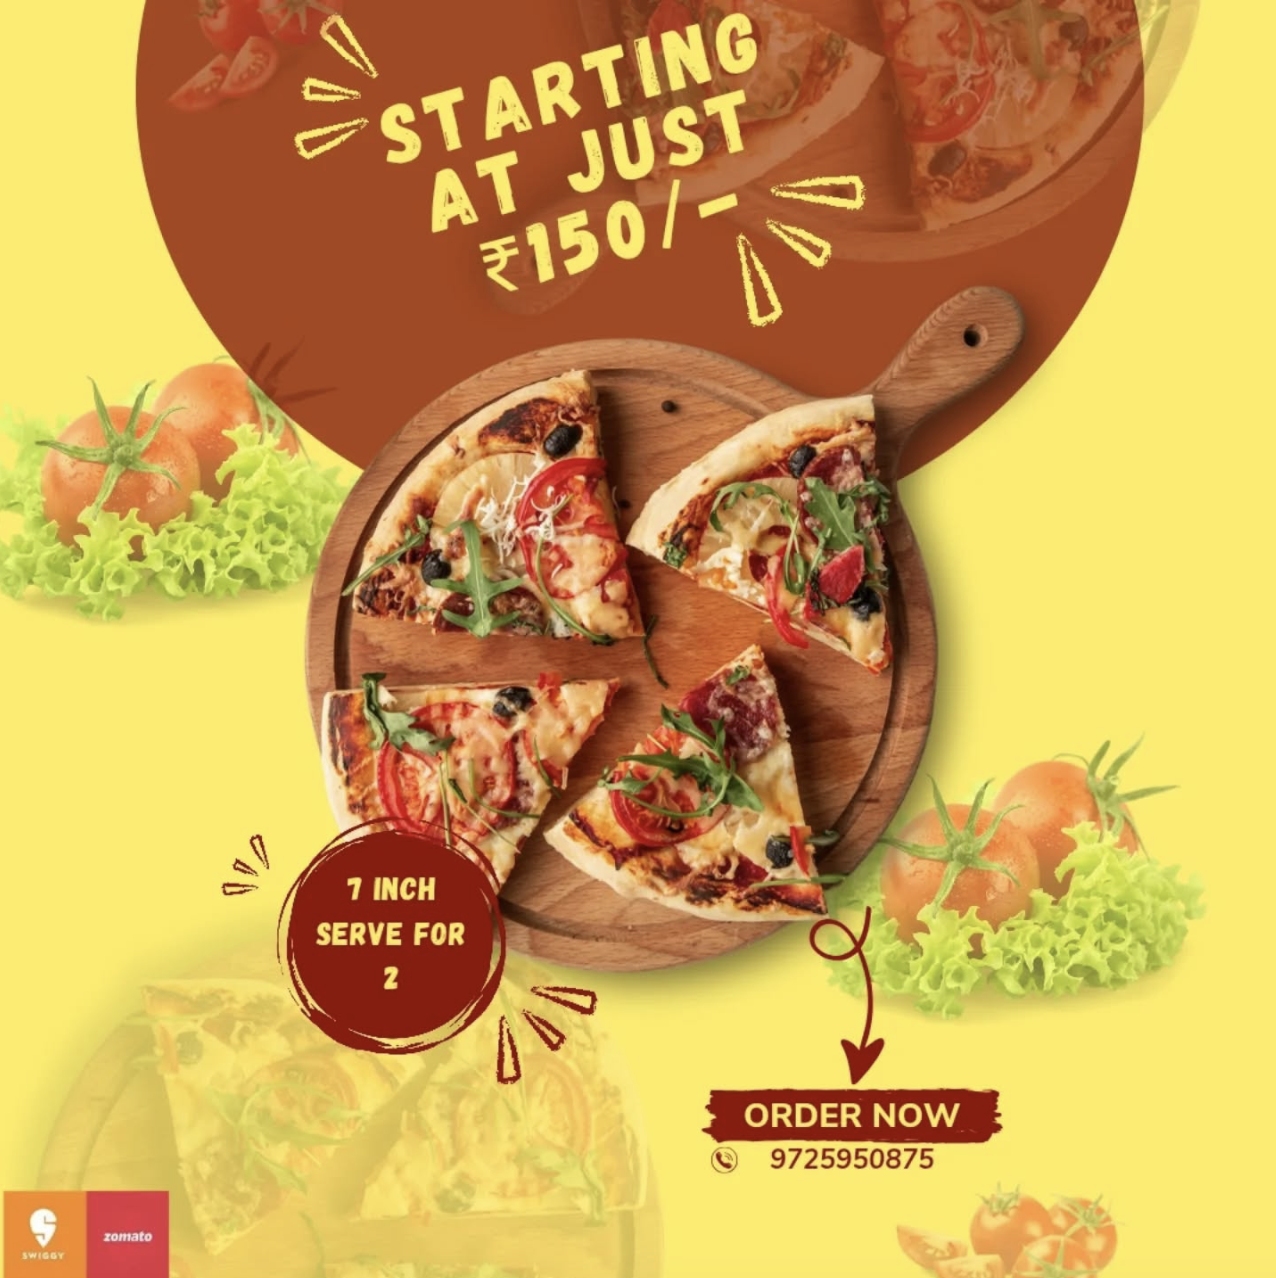 STARTING
AT JUST
₹150/-
7 INCH
SERVE FOR
2
ORDER NOW
9725950875
SWIGGY
zomato